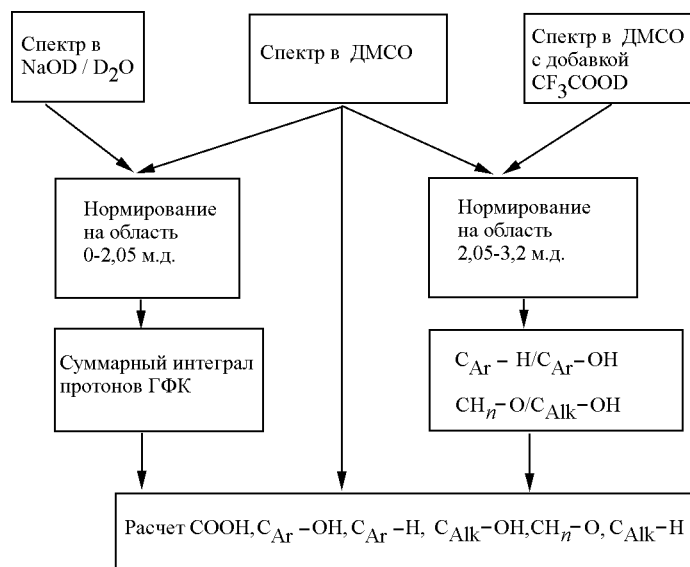 Спектр в
NaOD / D2O
Спектр в ДМСО
Спектр в ДМСО
с добавкой
CF3COOD
Нормирование
на область
0-2,05 м.д.
Нормирование
на область
2,05-3,2 м.д.
Суммарный интеграл
протонов ГФК
CAr – H/CAr–OH
CHn–O/CAlk–OH
Расчет COOH, CAr –OH, CAr –H, CAlk–OH, CHn–O, CAlk–H